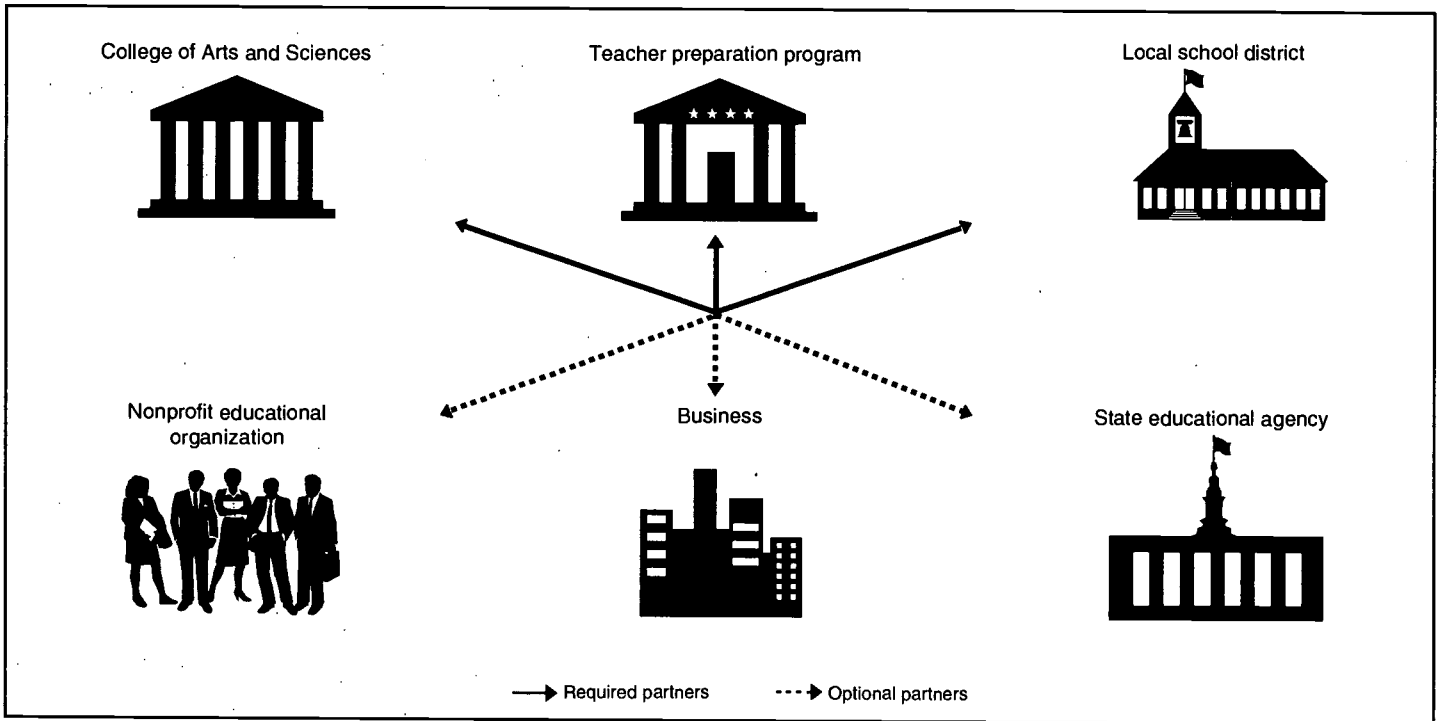 College of Arts and Sciences
Teacher preparation program
Local school district
Nonprofit educational
organization
Business
State educational agency
Required partners
Optional partners